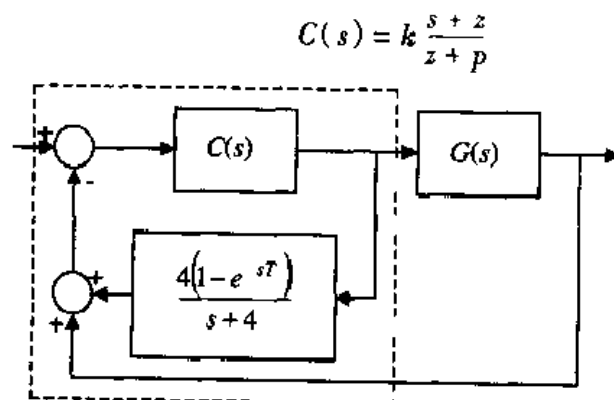 C(s) = k (s + z)/(z + p)
+
C(s)
G(s)
-
4(1-e^sT)/(s+4)
+
+